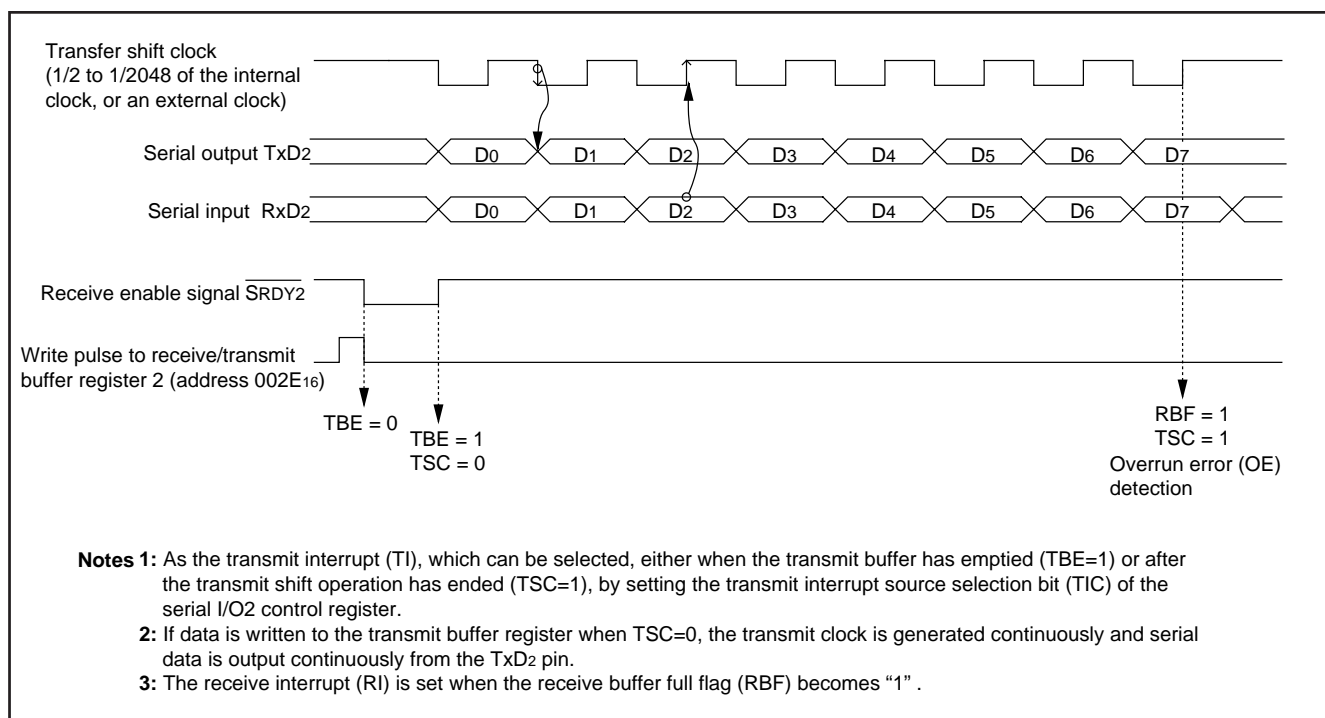 Transfer shift clock
(1/2 to 1/2048 of the internal
clock, or an external clock)
Serial output TxD2
D0 D1 D2 D3 D4 D5 D6 D7
Serial input RxD2
D0 D1 D2 D3 D4 D5 D6 D7
Receive enable signal SRDY2
Write pulse to receive/transmit
buffer register 2 (address 002E16)
TBE = 0
TBE = 1
TSC = 0
RBF = 1
TSC = 1
Overrun error (OE)
detection
Notes 1: As the transmit interrupt (TI), which can be selected, either when the transmit buffer has emptied (TBE=1) or after
the transmit shift operation has ended (TSC=1), by setting the transmit interrupt source selection bit (TIC) of the
serial I/O2 control register.
2: If data is written to the transmit buffer register when TSC=0, the transmit clock is generated continuously and serial
data is output continuously from the TxD2 pin.
3: The receive interrupt (RI) is set when the receive buffer full flag (RBF) becomes “1” .